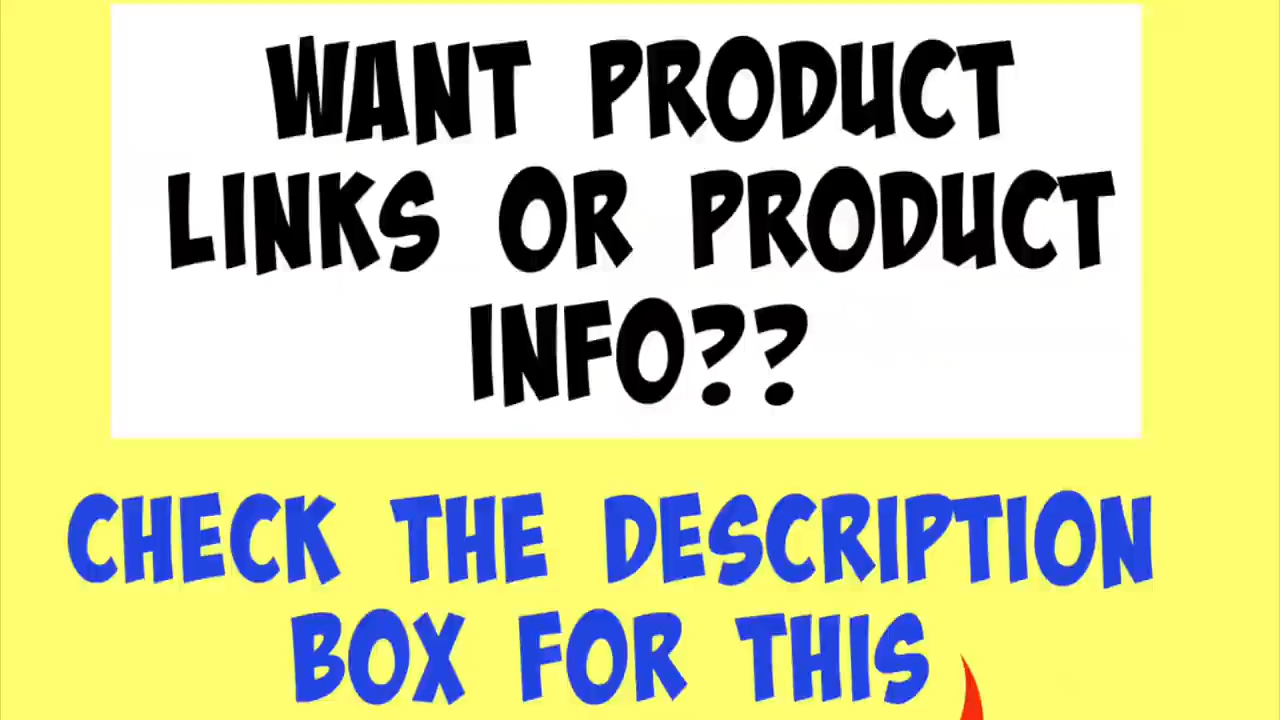 WANT PRODUCT
LINKS OR PRODUCT
INFO??
CHECK THE DESCRIPTION
BOX FOR THIS